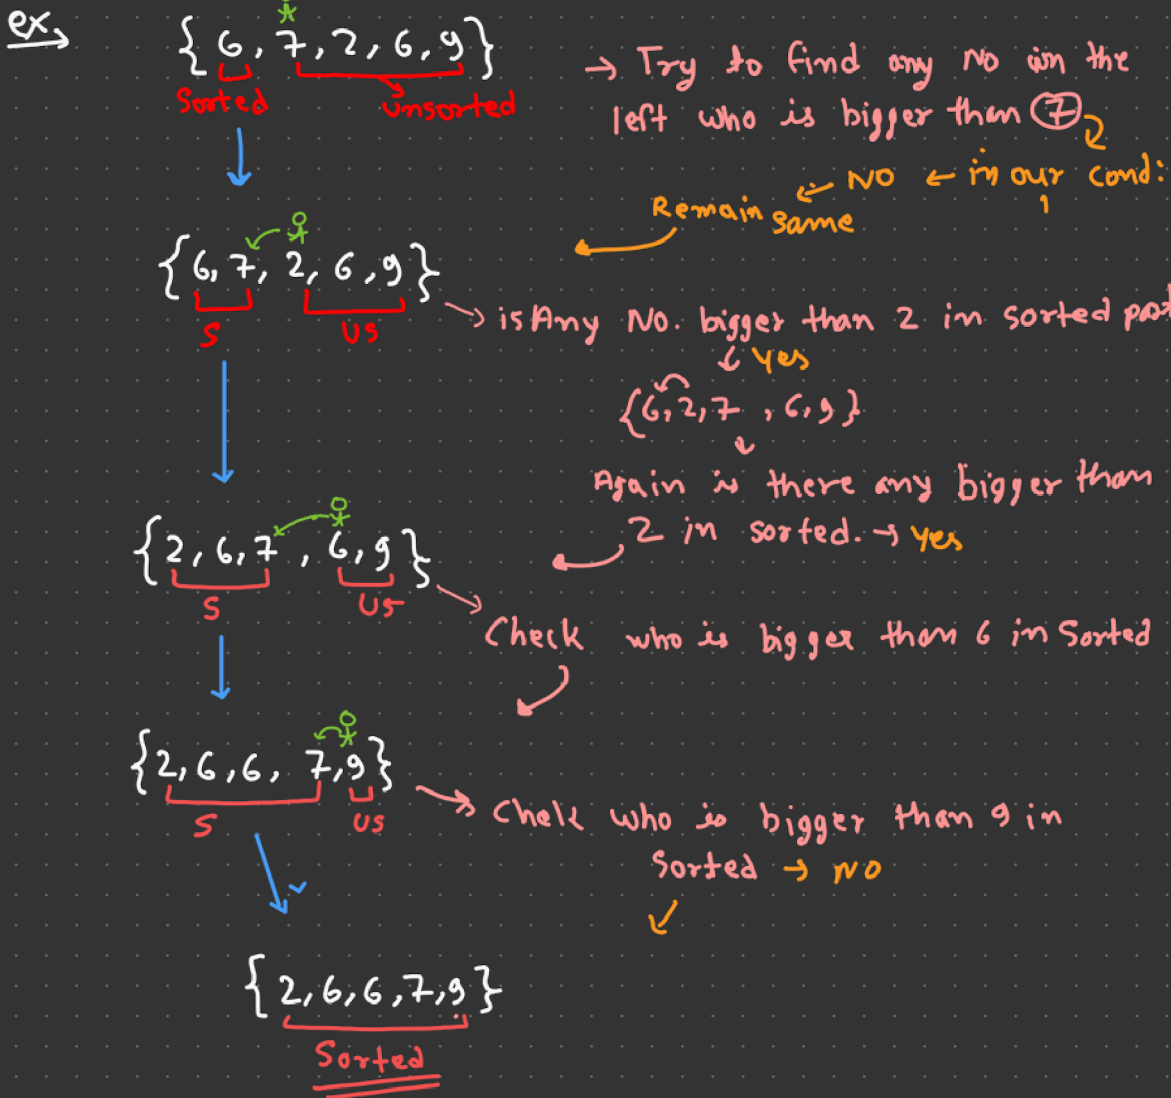 ex
{ 6, 7, 2, 6, 9 }
Sorted
unsorted
→ Try to find any No in the
left who is bigger than 7
in our cond:
← NO ←
Remain same
{ 6, 7, 2, 6, 9 }
S
US
→ is Any No. bigger than 2 in sorted part
↓ Yes
{6, 2, 7, 6, 9}
Again is there any bigger than
2 in sorted. → Yes
{ 2, 6, 7, 6, 9 }
S
US
Check who is bigger than 6 in Sorted
{2, 6, 6, 7, 9}
S
US
Chek who is bigger than 9 in
Sorted → NO
{ 2, 6, 6, 7, 9 }
Sorted